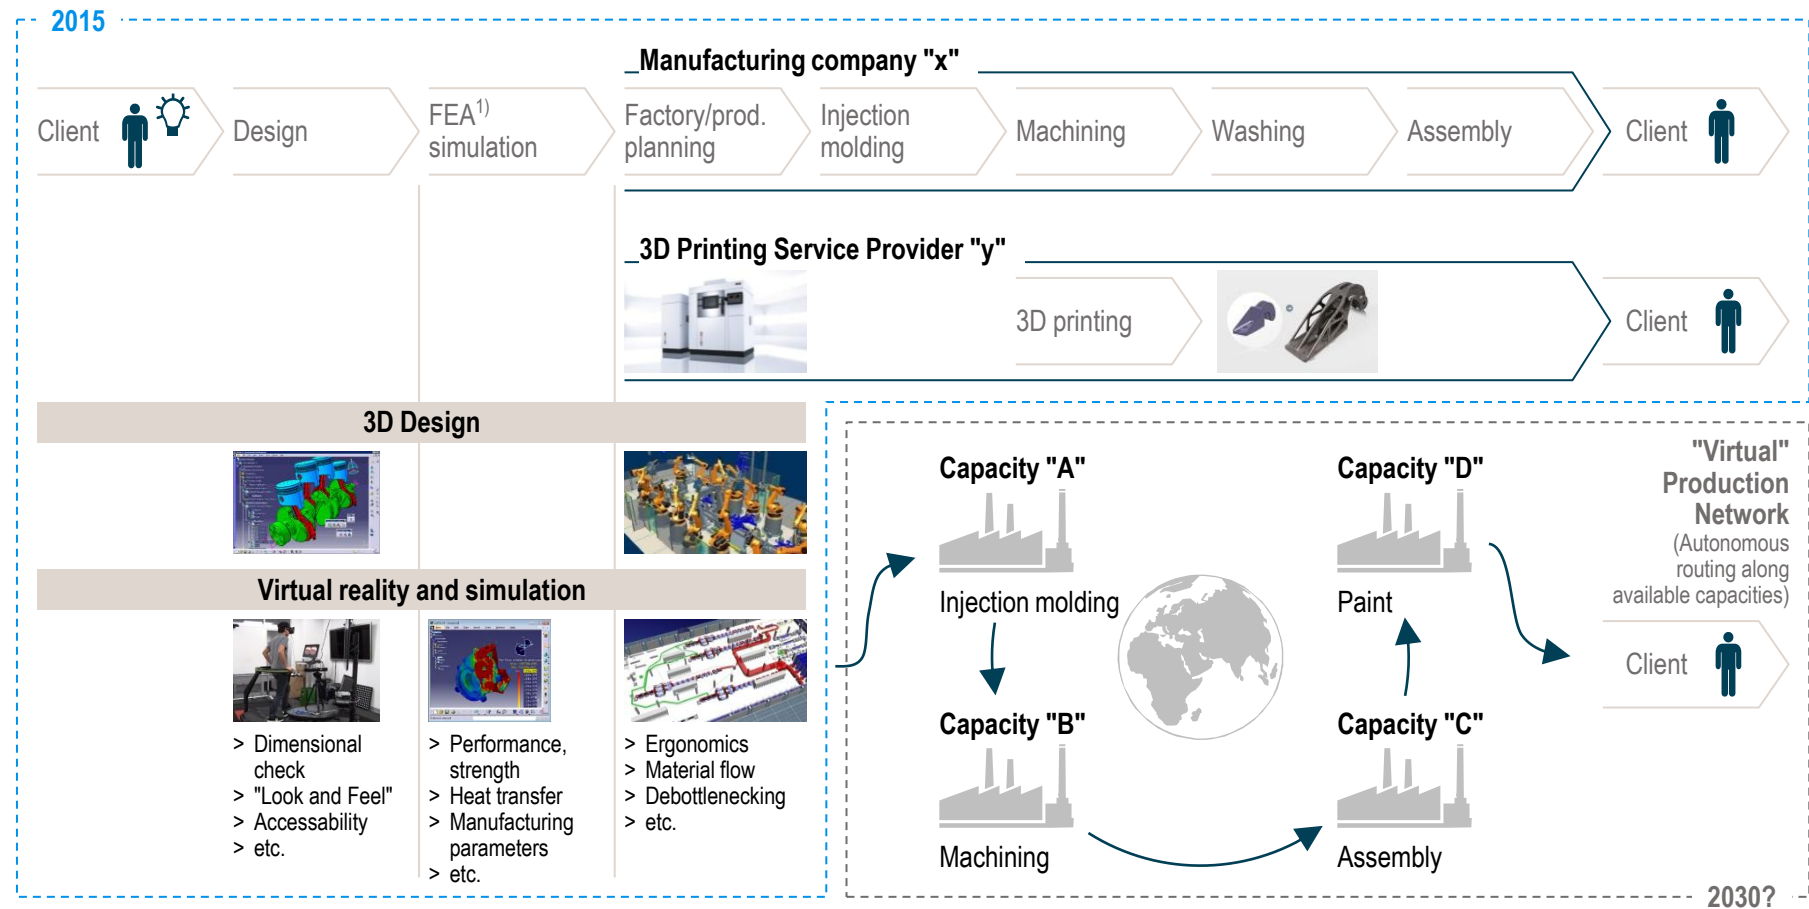 2015
_Manufacturing company "x"
Client
Design
FEA1)
simulation
Factory/prod.
planning
Injection
molding
Machining
Washing
Assembly
Client
_3D Printing Service Provider "y"
3D printing
Client
3D Design
Virtual reality and simulation
> Dimensional
check
> "Look and Feel"
> Accessability
> etc.
> Performance,
strength
> Heat transfer
> Manufacturing
parameters
> etc.
> Ergonomics
> Material flow
> Debottlenecking
> etc.
Capacity "A"
Injection molding
Capacity "B"
Machining
Capacity "D"
Paint
Capacity "C"
Assembly
"Virtual"
Production
Network
(Autonomous
routing along
available capacities)
Client
2030?